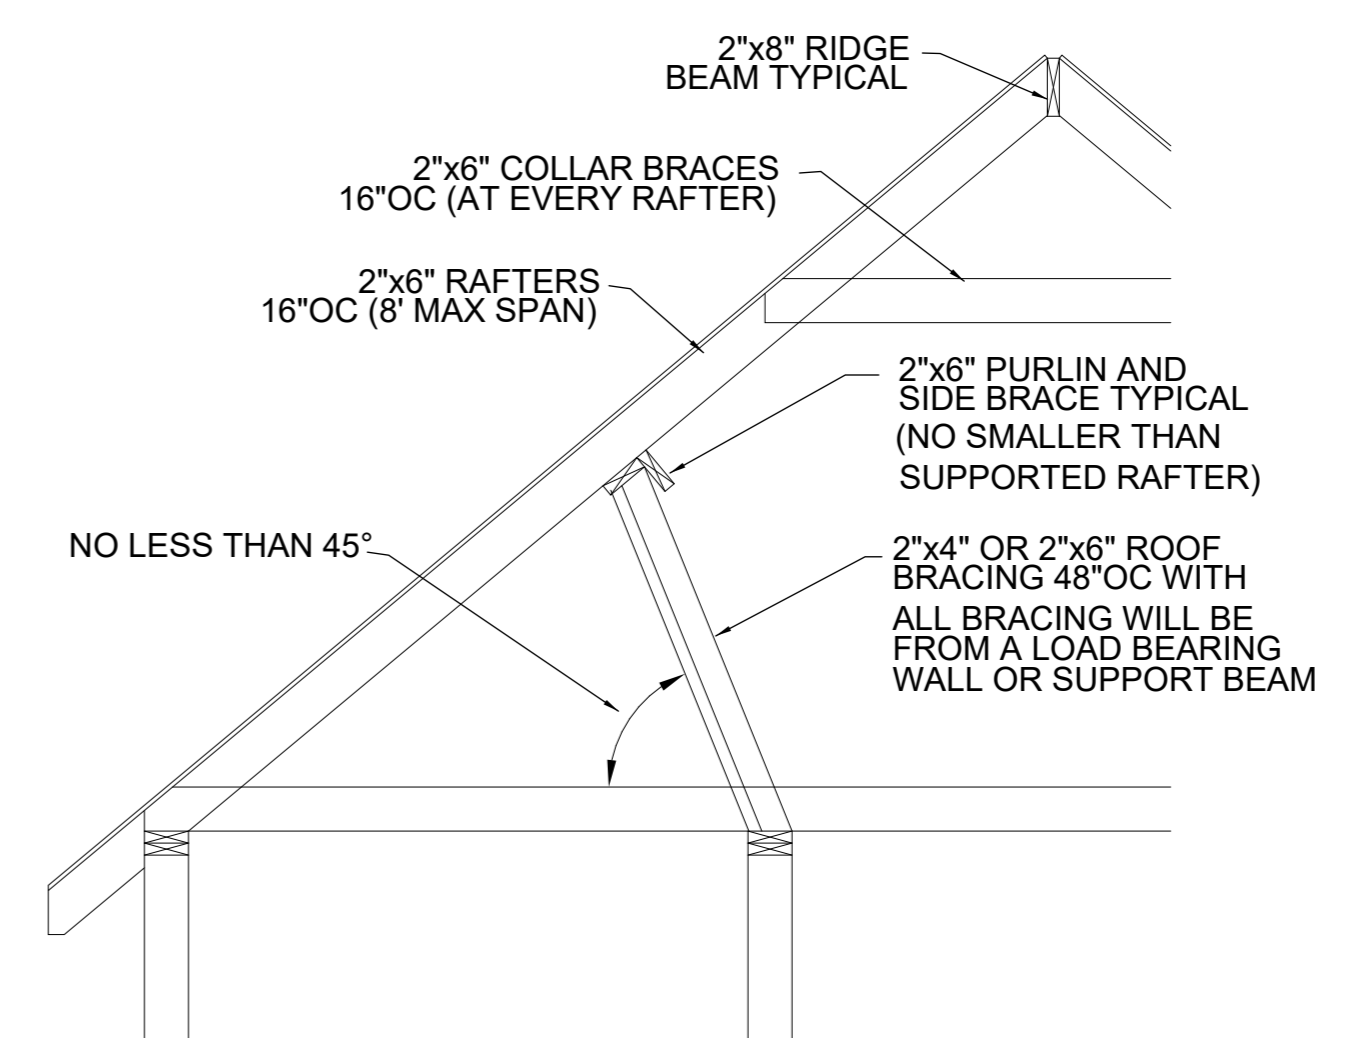 2"x8" RIDGE
BEAM TYPICAL
2"x6" COLLAR BRACES
16"OC (AT EVERY RAFTER)
2"x6" RAFTERS
16"OC (8' MAX SPAN)
2"x6" PURLIN AND
SIDE BRACE TYPICAL
(NO SMALLER THAN
SUPPORTED RAFTER)
NO LESS THAN 45°
2"x4" OR 2"x6" ROOF
BRACING 48"OC WITH
ALL BRACING WILL BE
FROM A LOAD BEARING
WALL OR SUPPORT BEAM